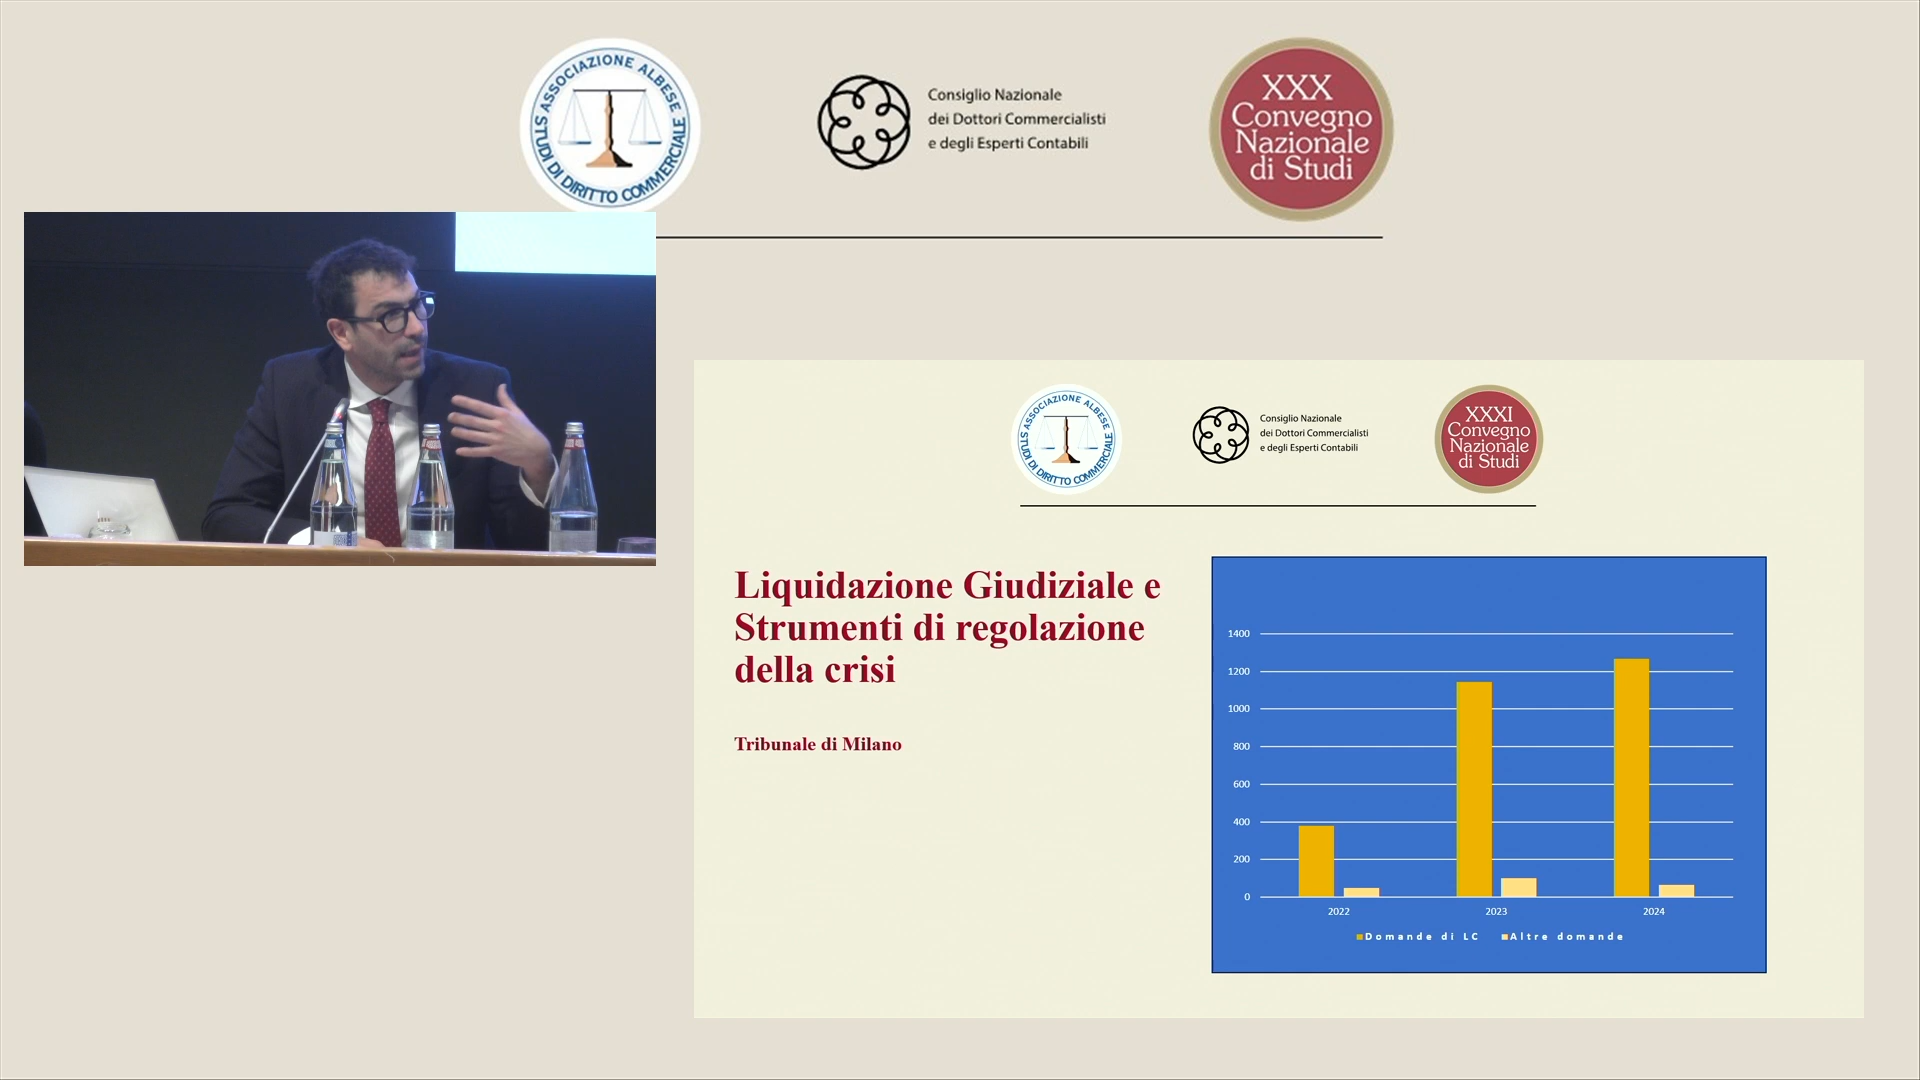 ASSOCIAZIONE ALBESE
STUDI DI DIRITTO COMMERCIALE
Consiglio Nazionale
dei Dottori Commercialisti
e degli Esperti Contabili
XXX
Convegno
Nazionale
di Studi
ASSOCIAZIONE ALBESE
STUDI DI DIRITTO COMMERCIALE
Consiglio Nazionale
dei Dottori Commercialisti
e degli Esperti Contabili
XXXI
Convegno
Nazionale
di Studi
Liquidazione Giudiziale e
Strumenti di regolazione
della crisi
Tribunale di Milano
1400
1200
1000
800
600
400
200
0
2022 2023 2024
Domande di LC Altre domande